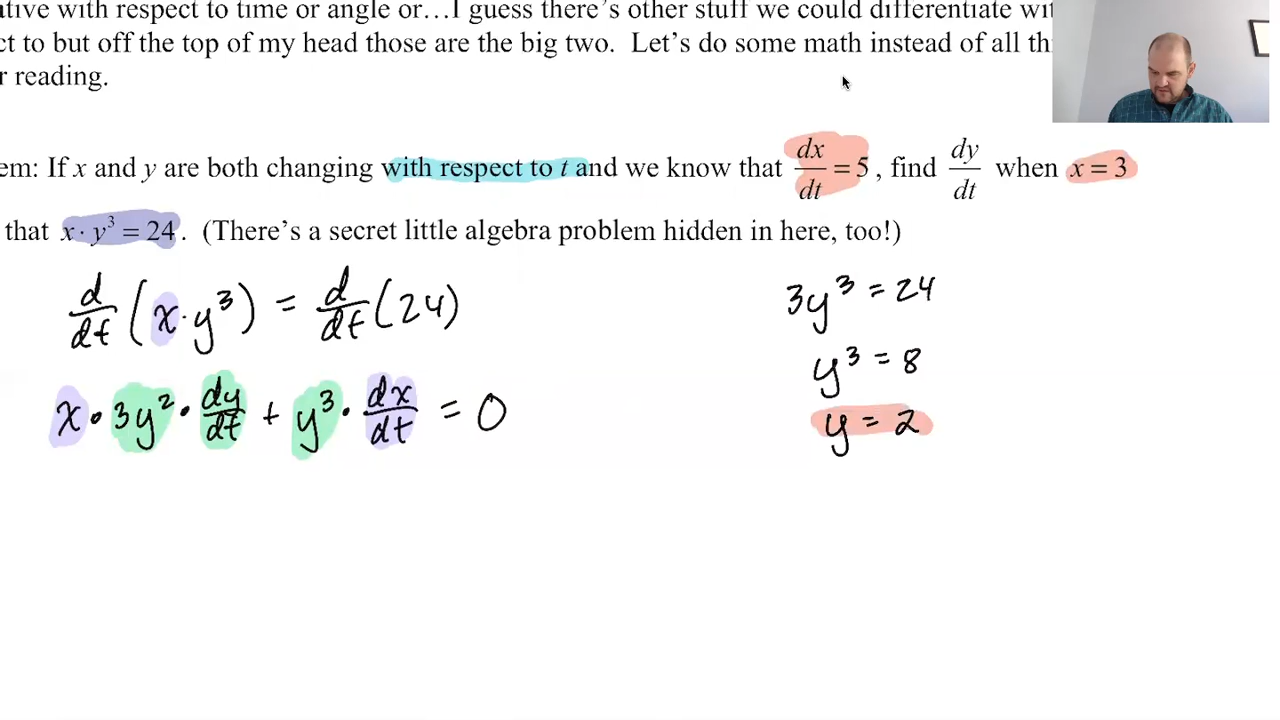 ative with respect to time or angle or…I guess there's other stuff we could differentiate wit
ct to but off the top of my head those are the big two. Let's do some math instead of all thi
r reading.
em: If x and y are both changing with respect to t and we know that dx/dt = 5, find dy/dt when x = 3
that x · y³ = 24. (There's a secret little algebra problem hidden in here, too!)
d/dt (x · y³) = d/dt (24)
x · 3y² · dy/dt + y³ · dx/dt = 0
3y³ = 24
y³ = 8
y = 2